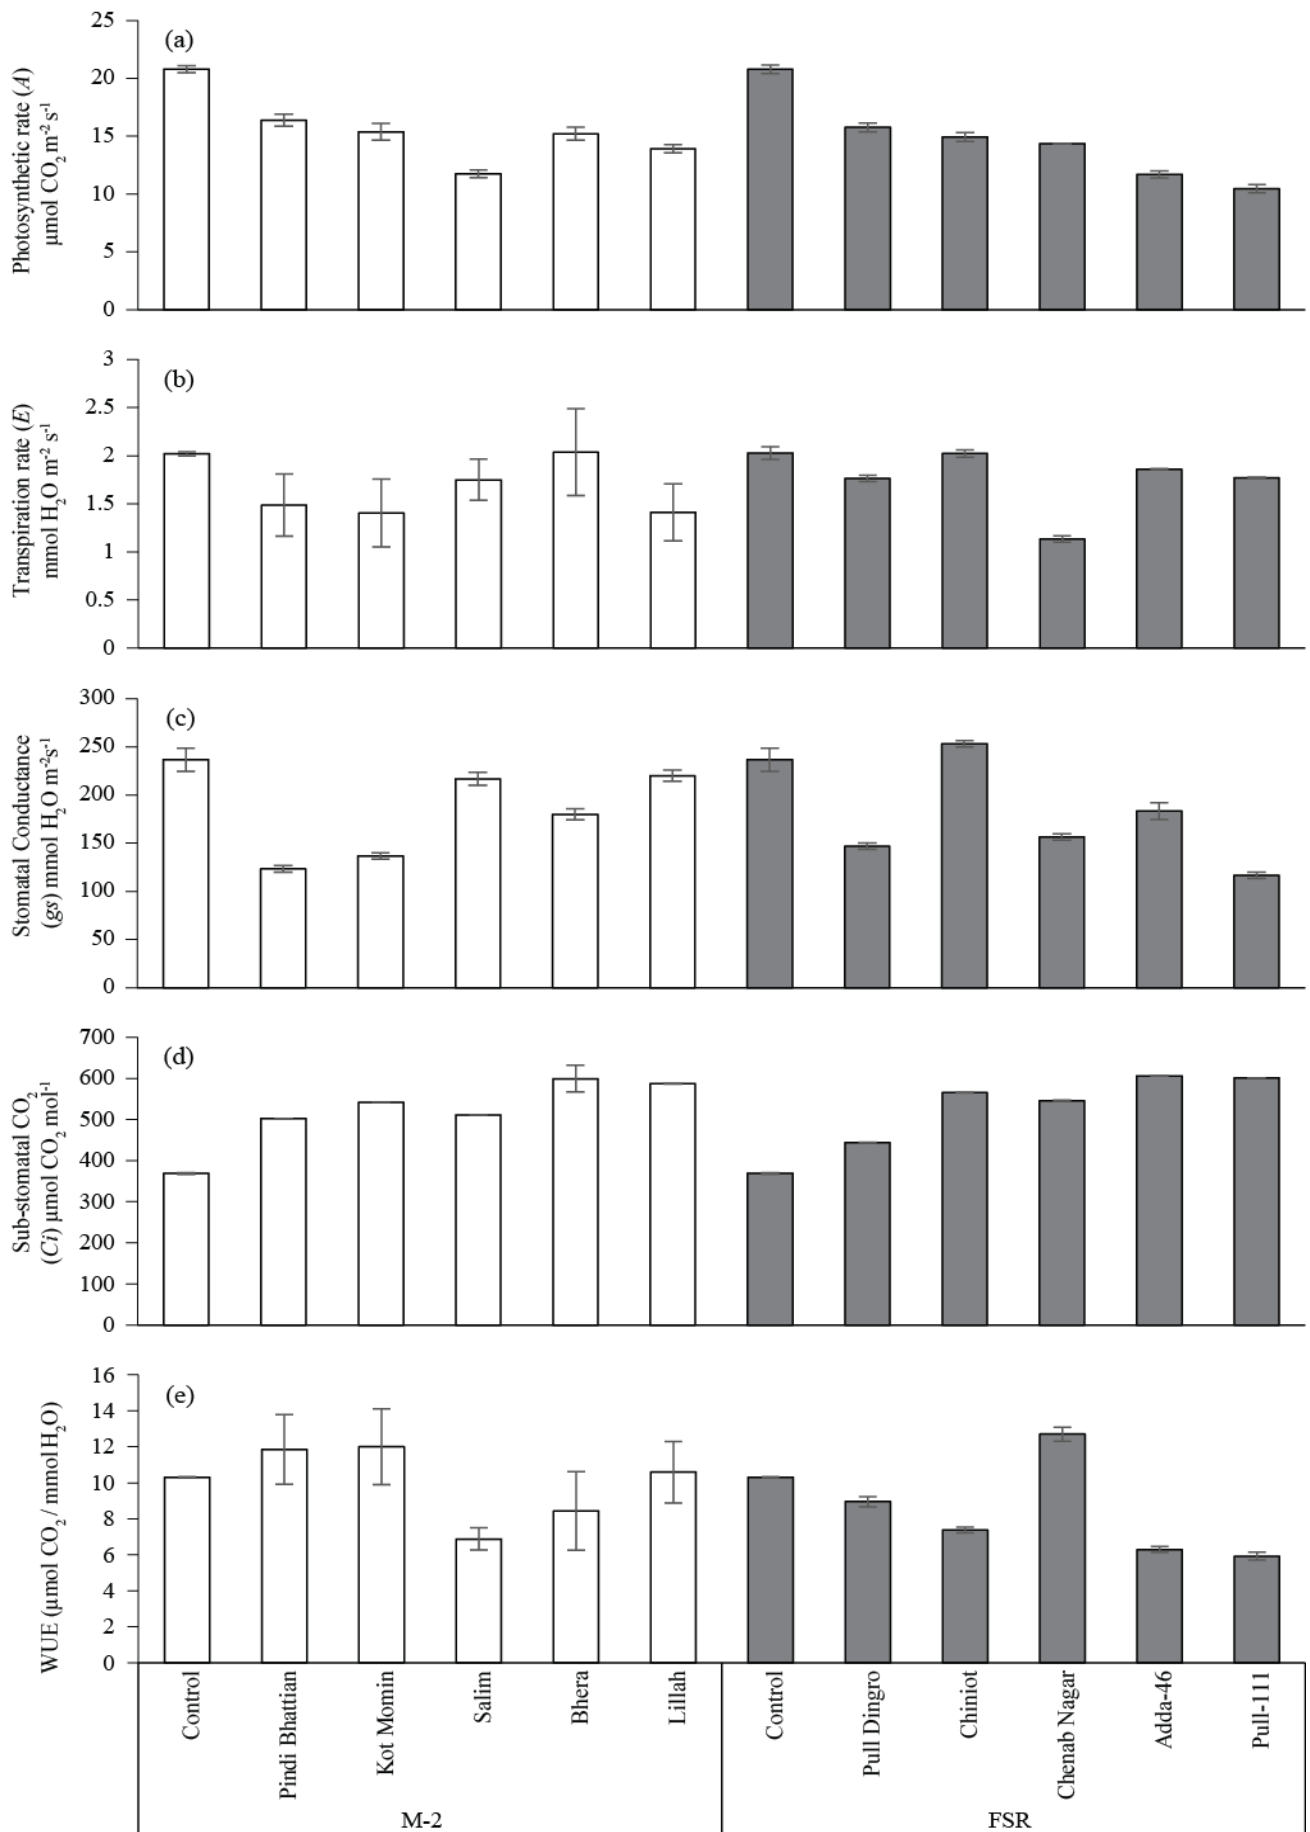 (a)
Photosynthetic rate (A)
µmol CO2 m-2 s-1
25
20
15
10
5
0
(b)
Transpiration rate (E)
mmol H2O m-2 s-1
3
2.5
2
1.5
1
0.5
0
(c)
Stomatal Conductance
(gs) mmol H2O m-2s-1
300
250
200
150
100
50
0
(d)
Sub-stomatal CO2
(Ci) µmol CO2 mol-1
700
600
500
400
300
200
100
0
(e)
WUE (µmol CO2 / mmol H2O)
16
14
12
10
8
6
4
2
0
Control
Pindi Bhattian
Kot Momin
Salim
Bhera
Lillah
Control
Pull Dingro
Chiniot
Chenab Nagar
Adda-46
Pull-111
M-2
FSR